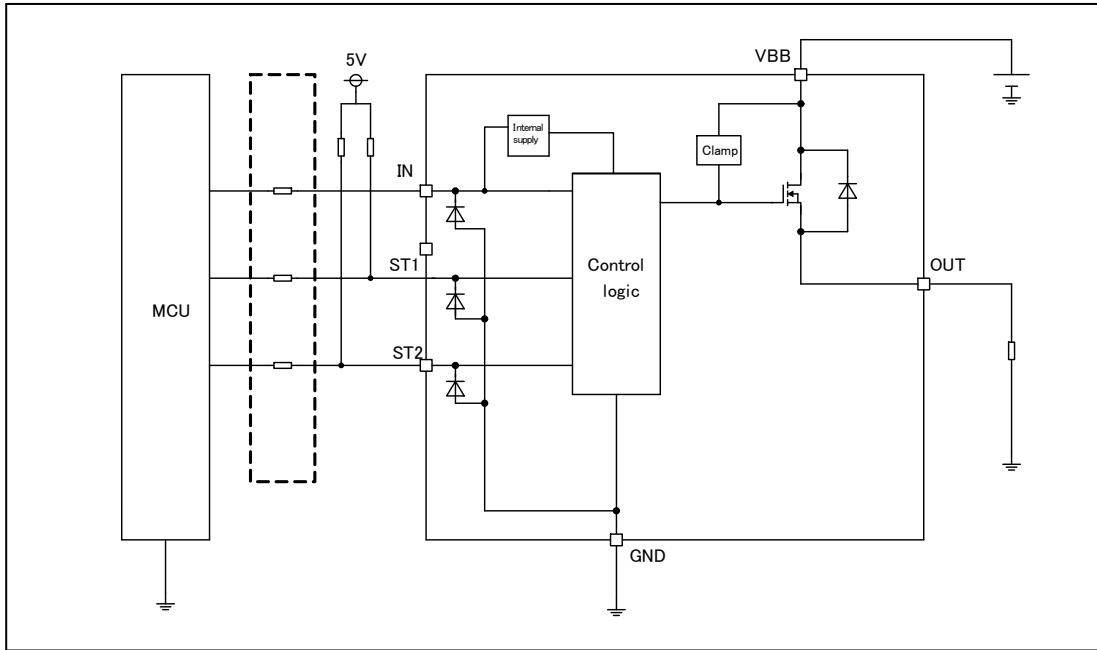 5V
VBB
Internal
supply
Clamp
IN
ST1
Control
logic
OUT
MCU
ST2
GND